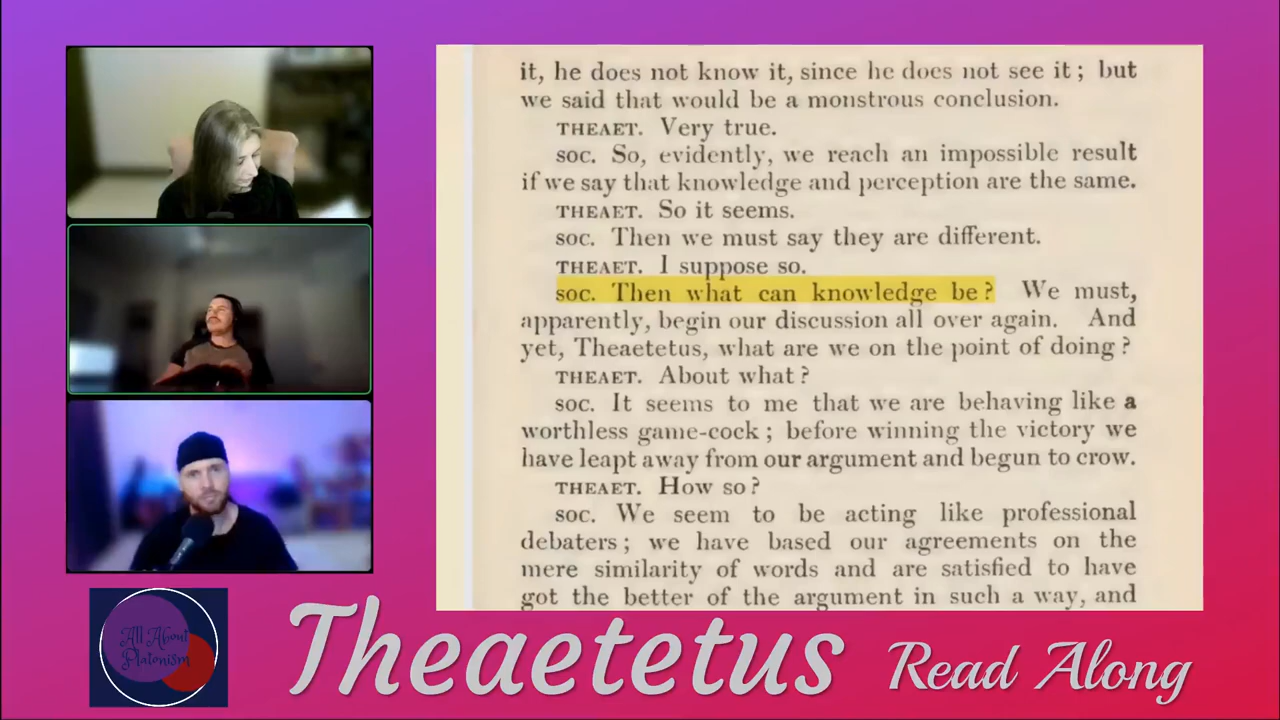 it, he does not know it, since he does not see it; but
we said that would be a monstrous conclusion.
THEAET. Very true.
SOC. So, evidently, we reach an impossible result
if we say that knowledge and perception are the same.
THEAET. So it seems.
SOC. Then we must say they are different.
THEAET. I suppose so.
SOC. Then what can knowledge be? We must,
apparently, begin our discussion all over again. And
yet, Theaetetus, what are we on the point of doing?
THEAET. About what?
SOC. It seems to me that we are behaving like a
worthless game-cock; before winning the victory we
have leapt away from our argument and begun to crow.
THEAET. How so?
SOC. We seem to be acting like professional
debaters; we have based our agreements on the
mere similarity of words and are satisfied to have
got the better of the argument in such a way, and
All About
Platonism
Theaetetus Read Along